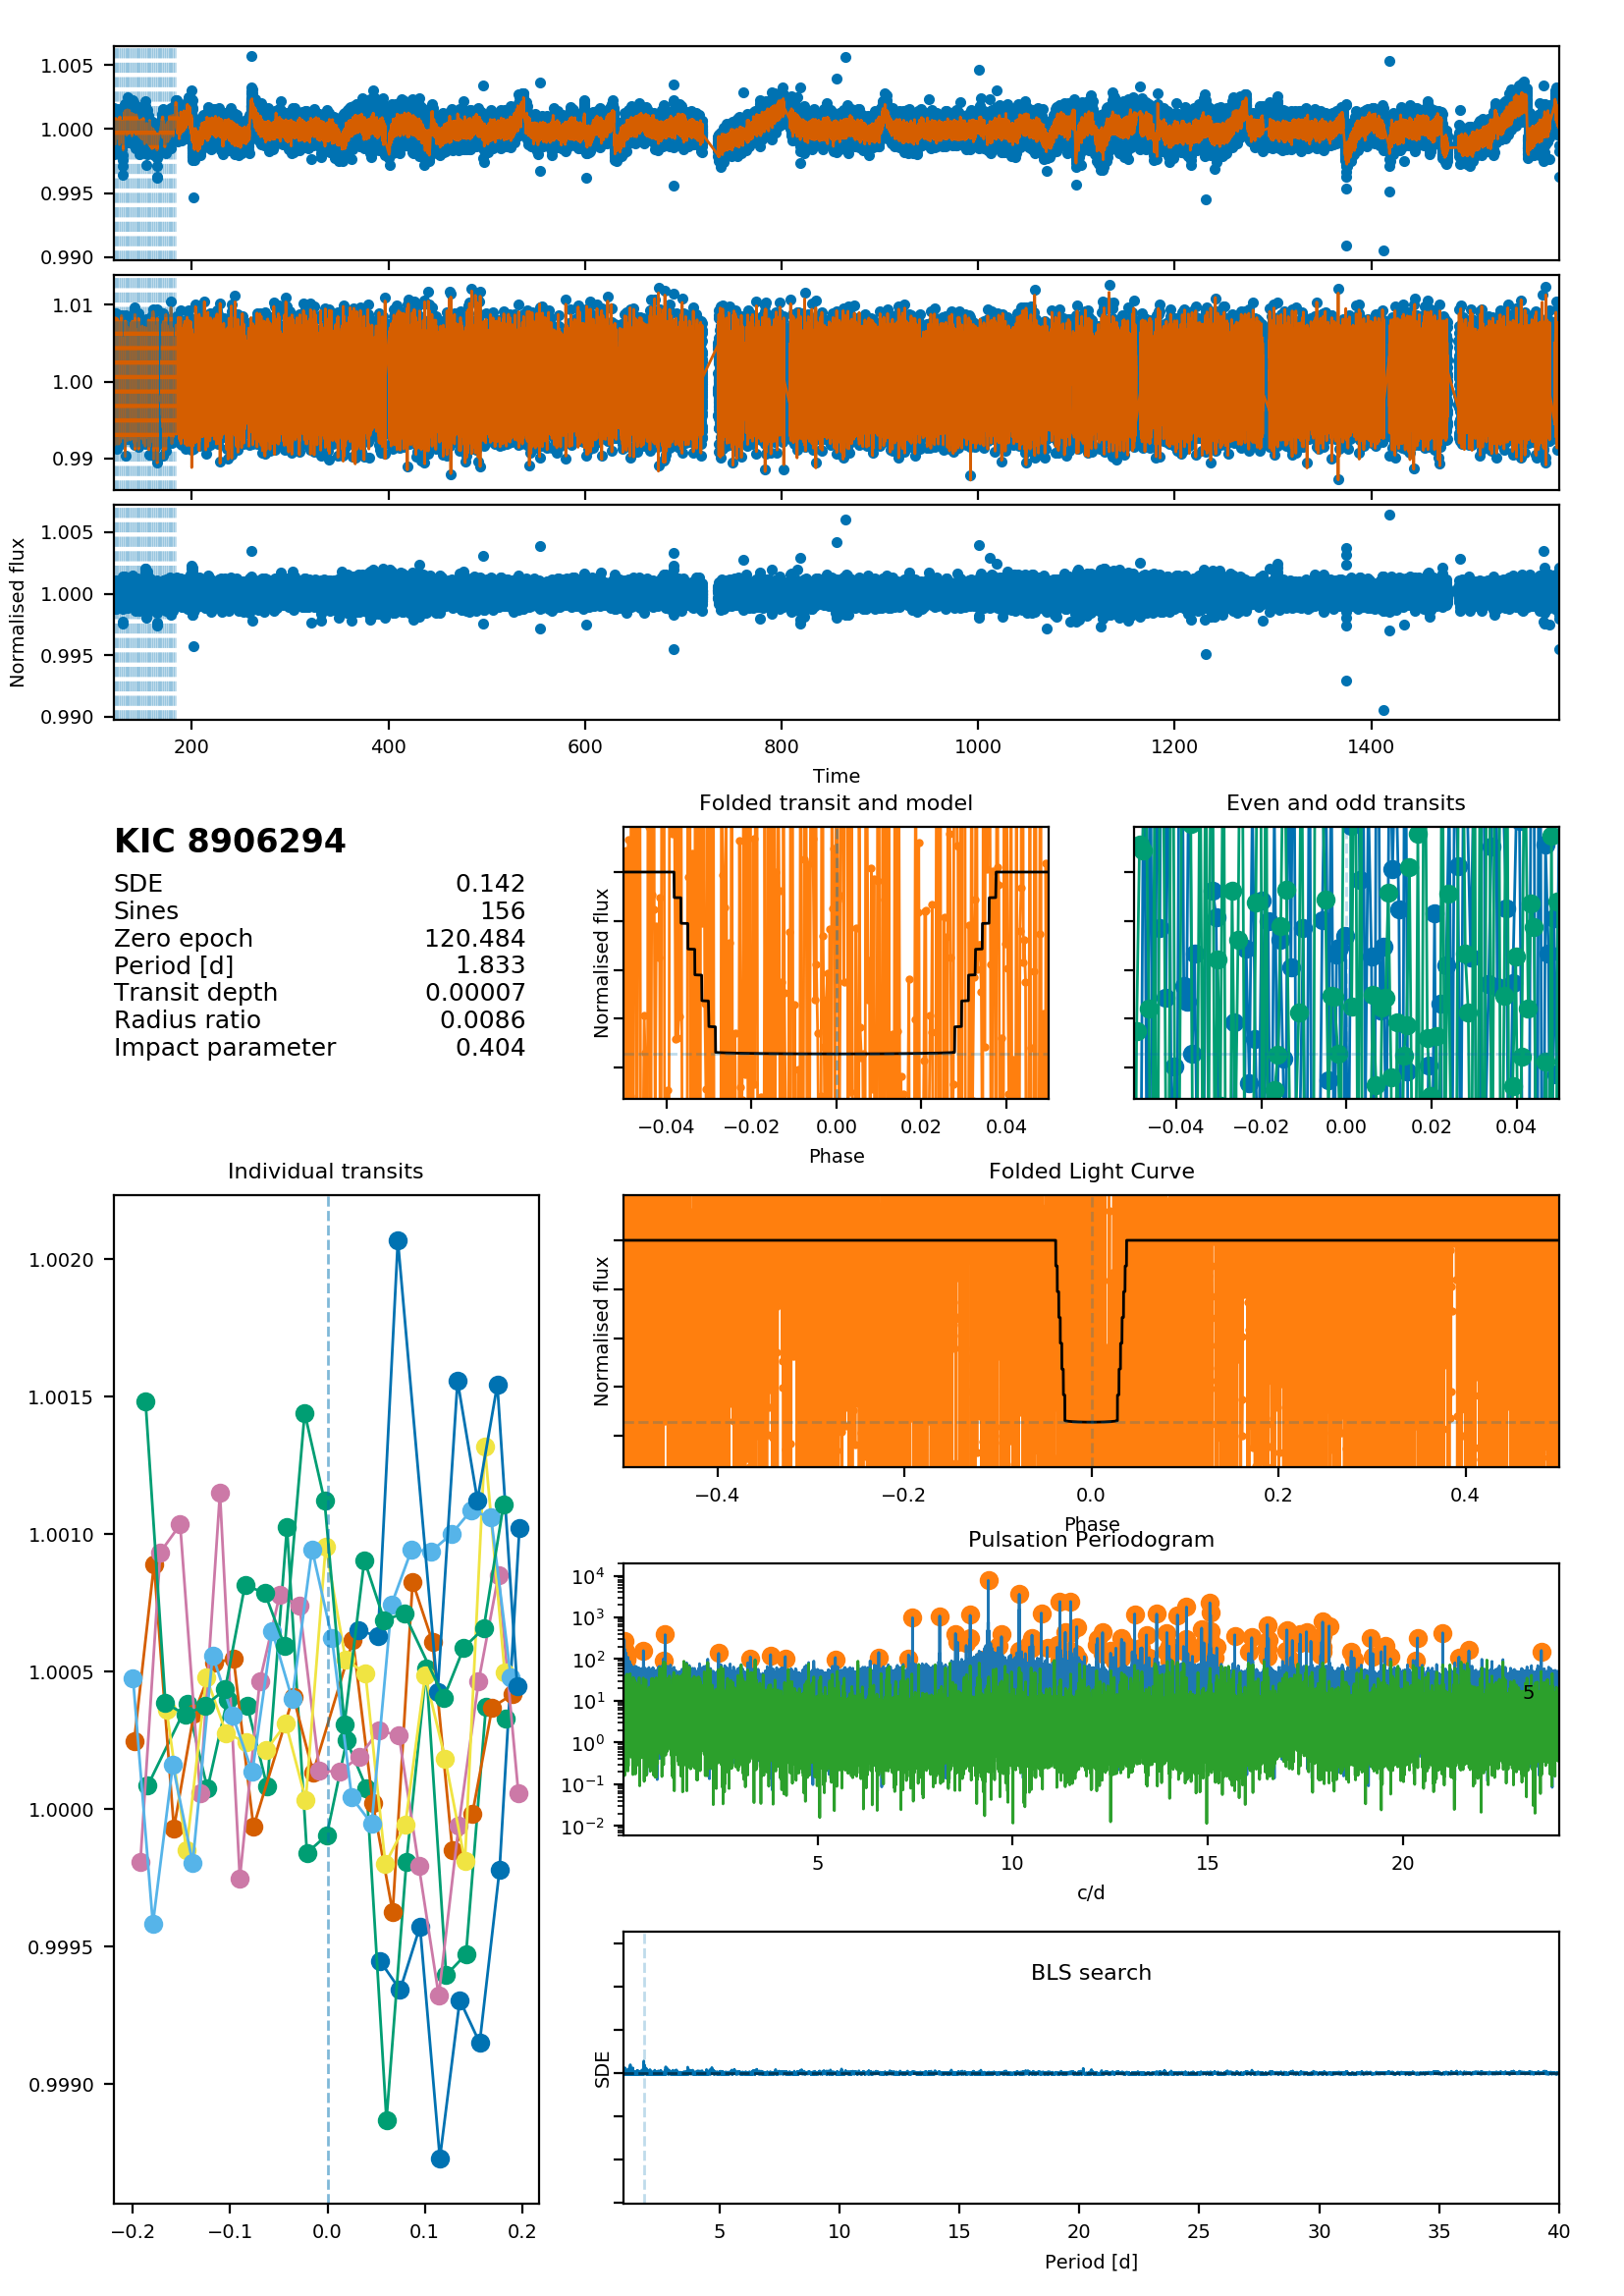 1.005
1.000
0.995
0.990
1.01
1.00
0.99
1.005
1.000
0.995
0.990
Normalised flux
200 400 600 800 1000 1200 1400
Time
KIC 8906294
SDE 0.142
Sines 156
Zero epoch 120.484
Period [d] 1.833
Transit depth 0.00007
Radius ratio 0.0086
Impact parameter 0.404
Folded transit and model
Normalised flux
−0.04 −0.02 0.00 0.02 0.04
Phase
Even and odd transits
−0.04 −0.02 0.00 0.02 0.04
Individual transits
1.0020
1.0015
1.0010
1.0005
1.0000
0.9995
0.9990
−0.2 −0.1 0.0 0.1 0.2
Folded Light Curve
Normalised flux
−0.4 −0.2 0.0 0.2 0.4
Phase
Pulsation Periodogram
10⁴
10³
10²
10¹
10⁰
10⁻¹
10⁻²
5
5 10 15 20
c/d
BLS search
SDE
5 10 15 20 25 30 35 40
Period [d]